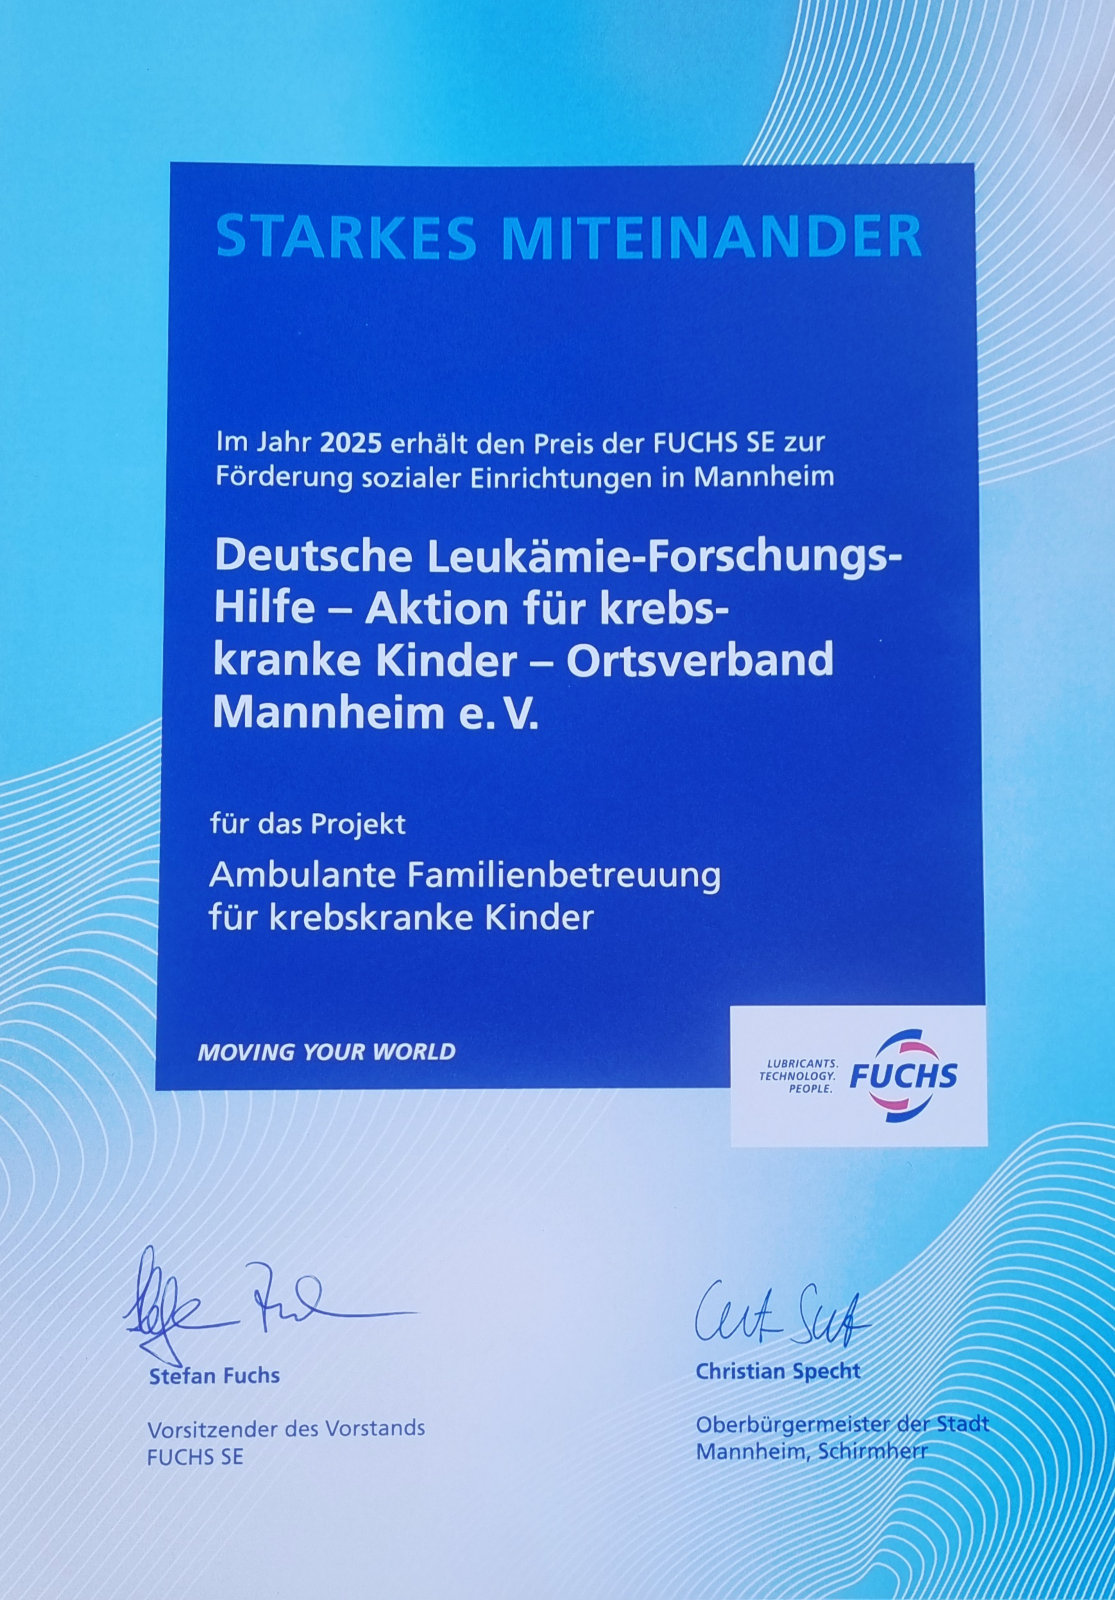 STARKES MITEINANDER
Im Jahr 2025 erhält den Preis der FUCHS SE zur
Förderung sozialer Einrichtungen in Mannheim
Deutsche Leukämie-Forschungs-
Hilfe – Aktion für krebs-
kranke Kinder – Ortsverband
Mannheim e. V.
für das Projekt
Ambulante Familienbetreuung
für krebskranke Kinder
MOVING YOUR WORLD
LUBRICANTS.
TECHNOLOGY.
PEOPLE.
FUCHS
Stefan Fuchs
Vorsitzender des Vorstands
FUCHS SE
Christian Specht
Oberbürgermeister der Stadt
Mannheim, Schirmherr